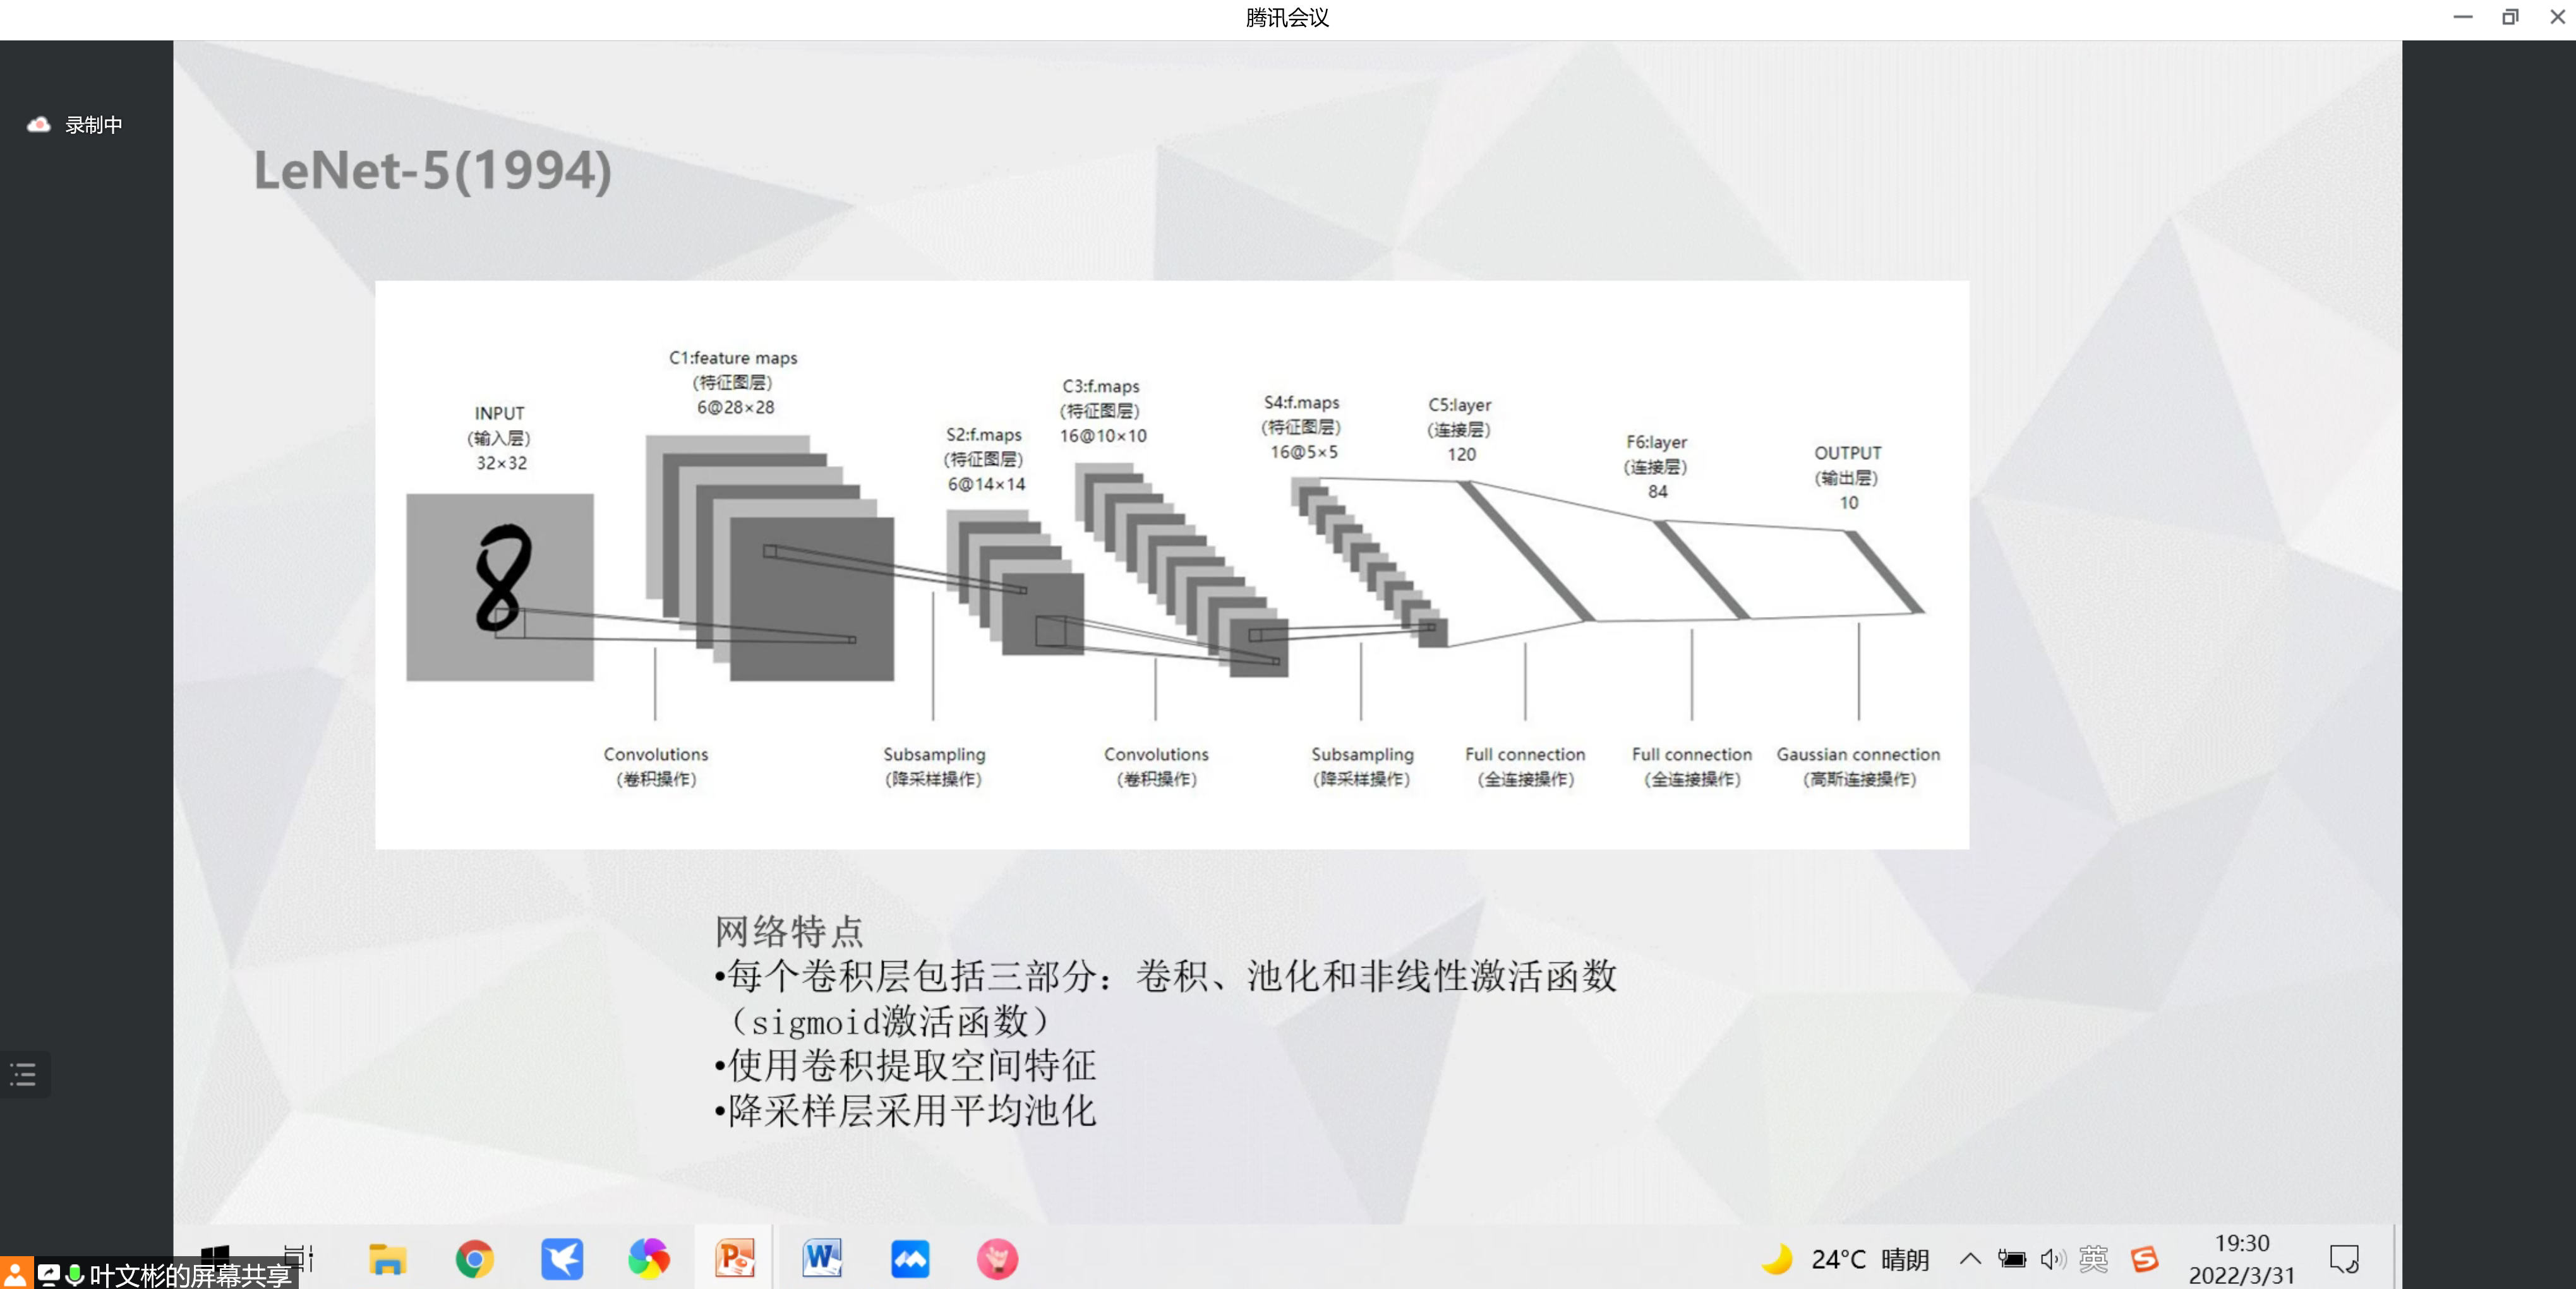 腾讯会议
录制中
LeNet-5(1994)
INPUT
(输入层)
32×32
C1:feature maps
(特征图层)
6@28×28
S2:f.maps
(特征图层)
6@14×14
C3:f.maps
(特征图层)
16@10×10
S4:f.maps
(特征图层)
16@5×5
C5:layer
(连接层)
120
F6:layer
(连接层)
84
OUTPUT
(输出层)
10
Convolutions
(卷积操作)
Subsampling
(降采样操作)
Convolutions
(卷积操作)
Subsampling
(降采样操作)
Full connection
(全连接操作)
Full connection
(全连接操作)
Gaussian connection
(高斯连接操作)
网络特点
•每个卷积层包括三部分：卷积、池化和非线性激活函数
（sigmoid激活函数）
•使用卷积提取空间特征
•降采样层采用平均池化
叶文彬的屏幕共享
24°C 晴朗
英
19:30
2022/3/31